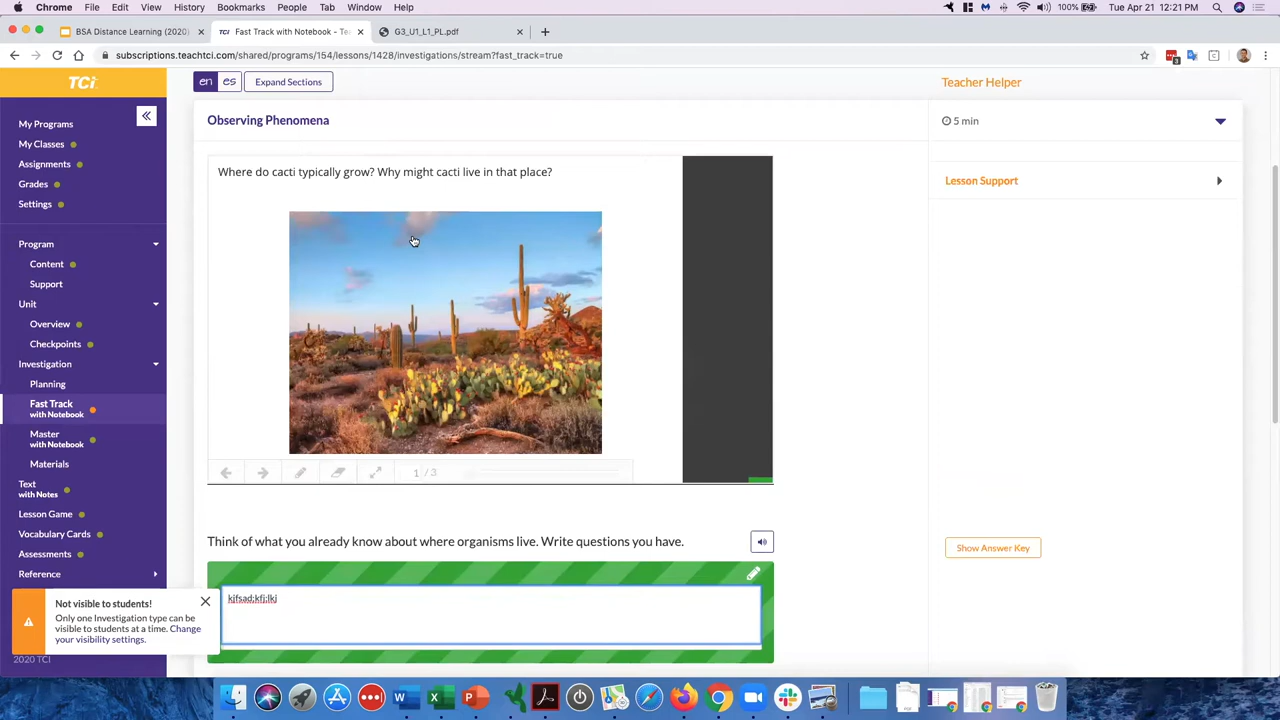 Chrome File Edit View History Bookmarks People Tab Window Help 100% Tue Apr 21 12:21 PM
BSA Distance Learning (2020) Fast Track with Notebook - Te G3_U1_L1_PL.pdf
subscriptions.teachtci.com/shared/programs/154/lessons/1428/investigations/stream?fast_track=true
TCi
en es Expand Sections
Teacher Helper
My Programs
My Classes
Assignments
Grades
Settings
Program
Content
Support
Unit
Overview
Checkpoints
Investigation
Planning
Fast Track
with Notebook
Master
with Notebook
Materials
Text
with Notes
Lesson Game
Vocabulary Cards
Assessments
Reference
Not visible to students!
Only one Investigation type can be
visible to students at a time. Change
your visibility settings.
2020 TCI
Observing Phenomena
Where do cacti typically grow? Why might cacti live in that place?
1 / 3
Think of what you already know about where organisms live. Write questions you have.
kjfsad;kfj;lkj
5 min
Lesson Support
Show Answer Key